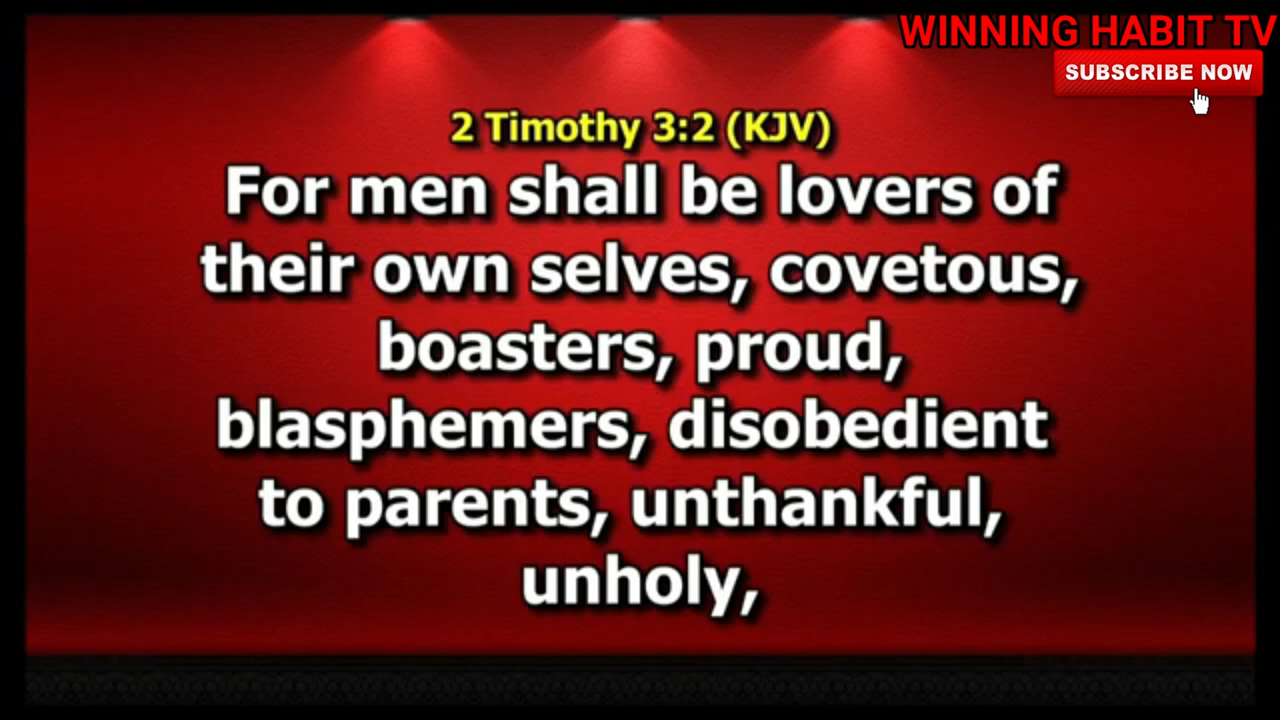 WINNING HABIT TV
SUBSCRIBE NOW
2 Timothy 3:2 (KJV)
For men shall be lovers of
their own selves, covetous,
boasters, proud,
blasphemers, disobedient
to parents, unthankful,
unholy,